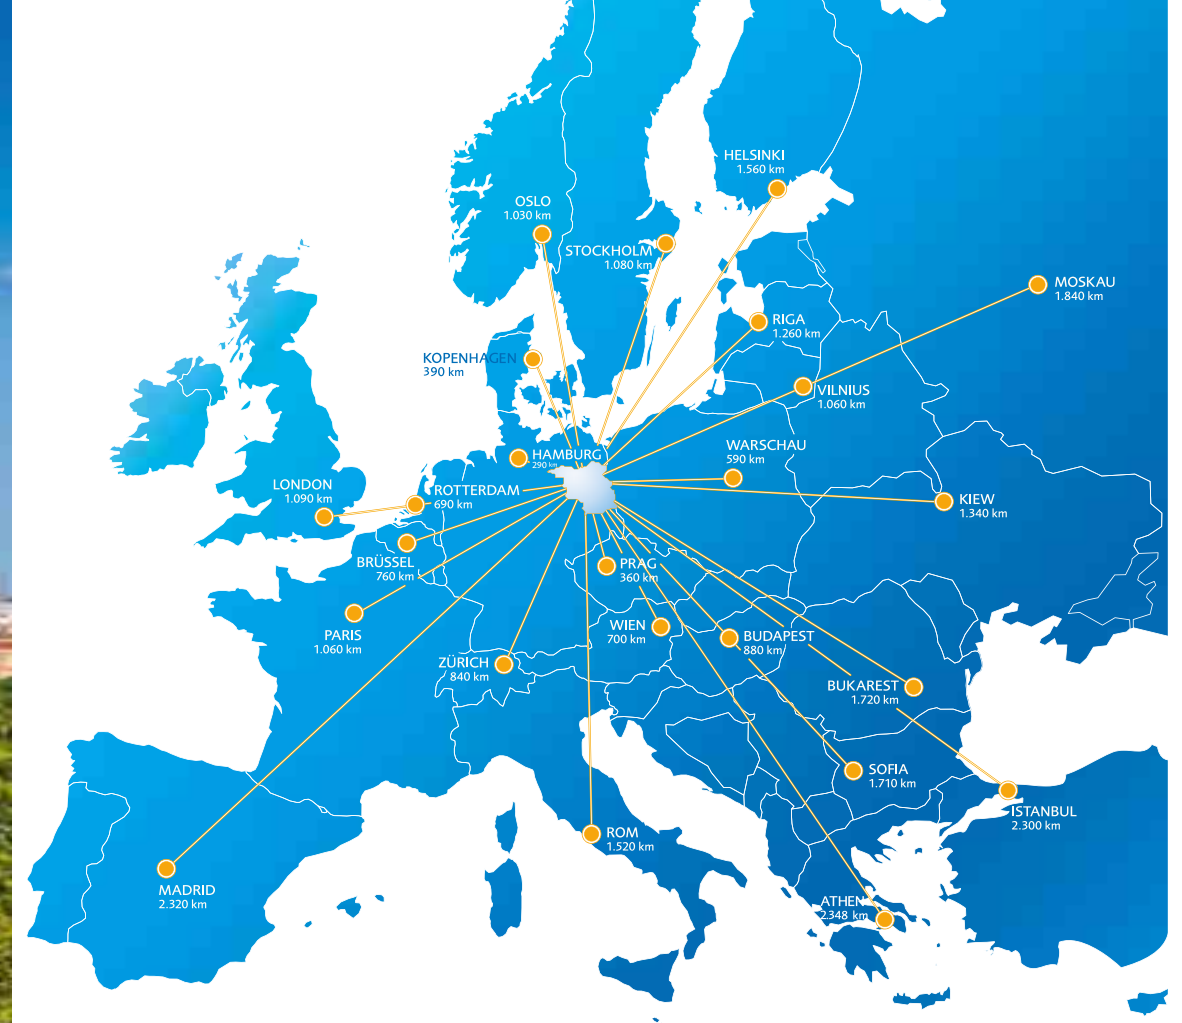 HELSINKI
1.560 km
OSLO
1.030 km
STOCKHOLM
1.080 km
MOSKAU
1.840 km
RIGA
1.260 km
KOPENHAGEN
390 km
VILNIUS
1.060 km
WARSCHAU
590 km
HAMBURG
290 km
LONDON
1.090 km
ROTTERDAM
690 km
KIEW
1.340 km
BRÜSSEL
760 km
PRAG
360 km
PARIS
1.060 km
WIEN
700 km
BUDAPEST
880 km
ZÜRICH
840 km
BUKAREST
1.720 km
SOFIA
1.710 km
ISTANBUL
2.300 km
ROM
1.520 km
MADRID
2.320 km
ATHEN
2.348 km